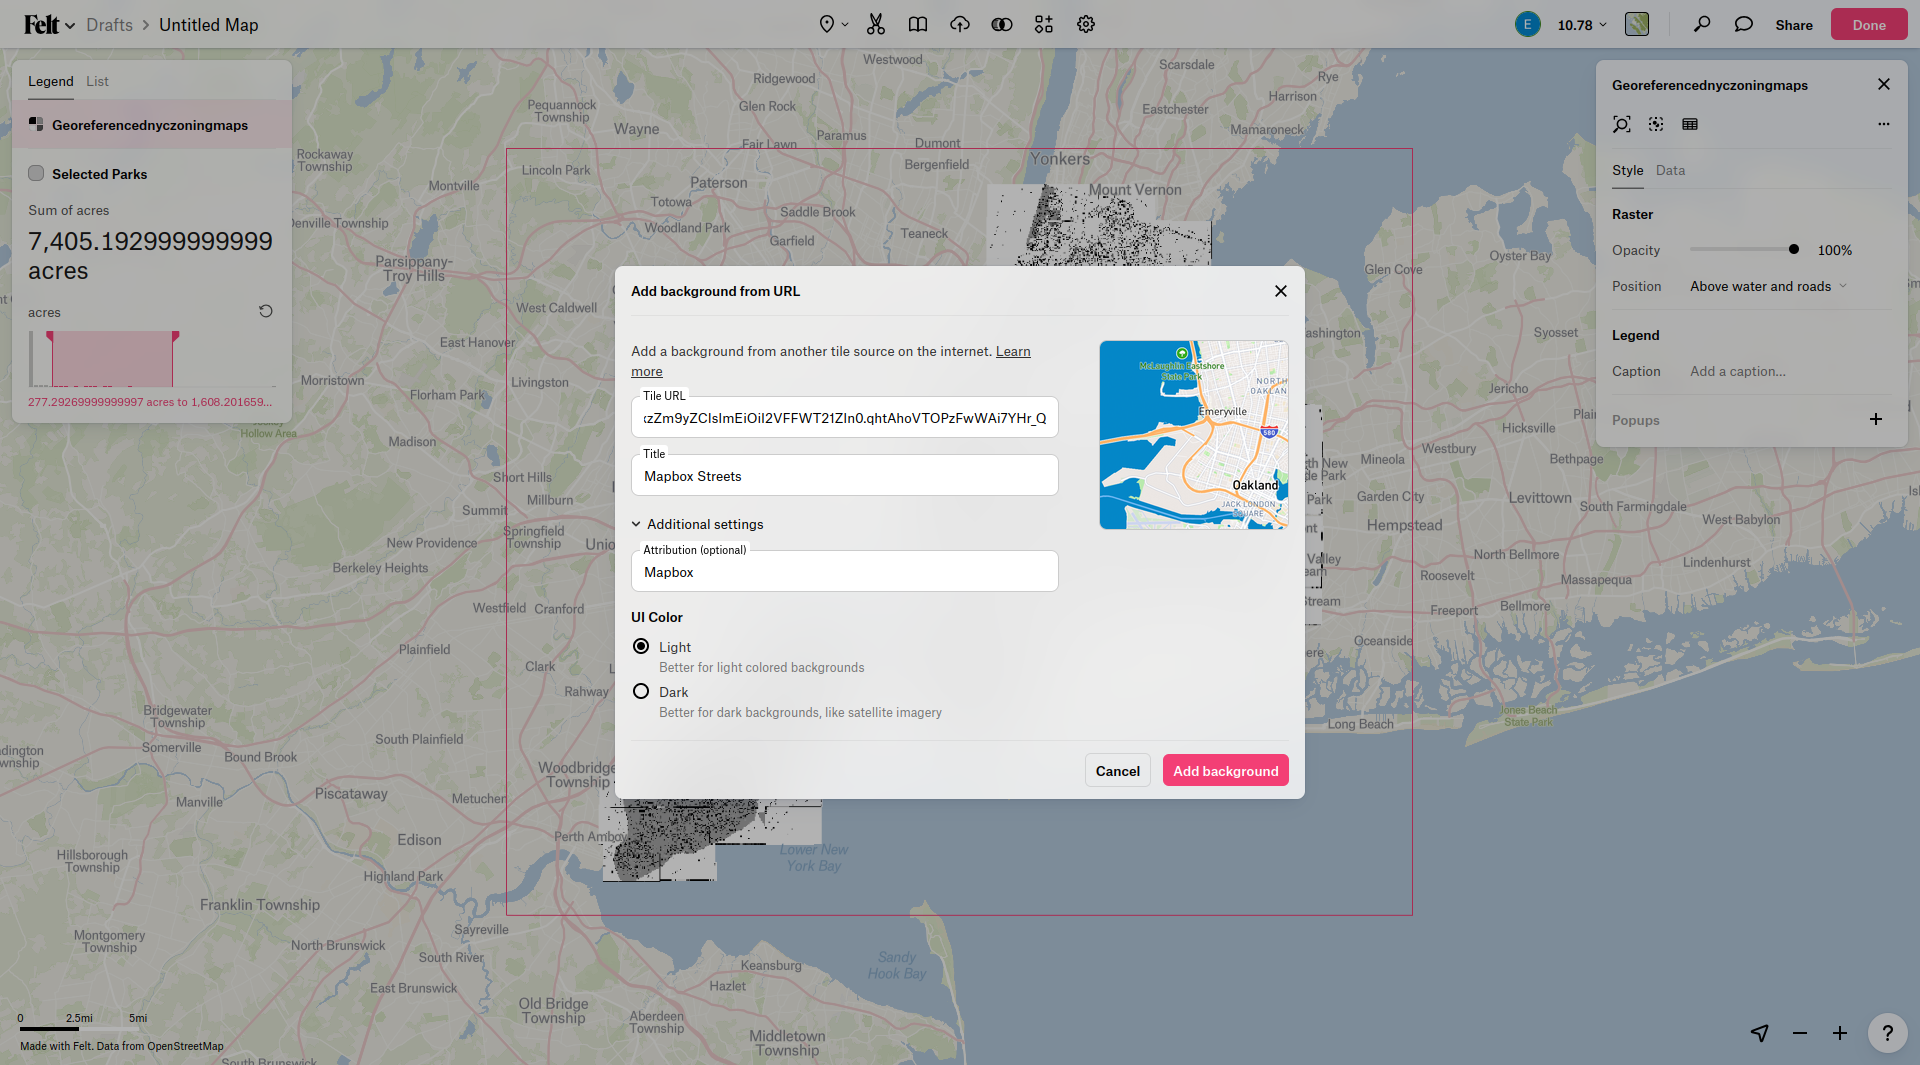 Felt
Drafts
Untitled Map
E
10.78
Share
Done
Legend
List
Georeferencednyczoningmaps
Selected Parks
Sum of acres
7,405.192999999999
acres
acres
277.29269999999997 acres to 1,608.201659...
Georeferencednyczoningmaps
Style
Data
Raster
Opacity
100%
Position
Above water and roads
Legend
Caption
Add a caption...
Popups
Add background from URL
Add a background from another tile source on the internet. Learn
more
Tile URL
zZm9yZCIsImEiOiI2VFFWT21ZIn0.qhtAhoVTOPzFwWAi7YHr_Q
Title
Mapbox Streets
Additional settings
Attribution (optional)
Mapbox
UI Color
Light
Better for light colored backgrounds
Dark
Better for dark backgrounds, like satellite imagery
Cancel
Add background
McLaughlin Eastshore
State Park
NORTH
OAKLAN
Emeryville
580
Oakland
JACK LONDON
SQUARE
Westwood
Scarsdale
Ridgewood
Rye
Pequannock
Township
Glen Rock
Harrison
Eastchester
Wayne
Paramus
Mamaroneck
Fair Lawn
Dumont
Rockaway
Township
Lincoln Park
Bergenfield
Yonkers
Montville
Paterson
Mount Vernon
Totowa
Saddle Brook
Denville Township
Woodland Park
Teaneck
Garfield
Parsippany-
Troy Hills
Glen Cove
Oyster Bay
West Caldwell
East Hanover
Syosset
Morristown
Livingston
Florham Park
Jericho
Hicksville
Hollow Area
Madison
Westbury
Mineola
Bethpage
Short Hills
Millburn
Garden City
Levittown
South Farmingdale
Summit
Springfield
Township
Hempstead
West Babylon
New Providence
Valley
North Bellmore
Berkeley Heights
Lindenhurst
Roosevelt
Massapequa
Westfield
Cranford
Stream
Freeport
Bellmore
Plainfield
Clark
Oceanside
Rahway
Bridgewater
Township
Jones Beach
State Park
Long Beach
Somerville
South Plainfield
Bound Brook
Woodbridge
Township
Manville
Piscataway
Metuchen
Edison
Perth Amboy
Hillsborough
Township
Lower New
York Bay
Highland Park
Franklin Township
Montgomery
Township
Sayreville
North Brunswick
South River
Sandy
Hook Bay
Keansburg
East Brunswick
Hazlet
Old Bridge
Township
Aberdeen
Township
Middletown
Township
South Brunswick
0
2.5mi
5mi
Made with Felt. Data from OpenStreetMap
?